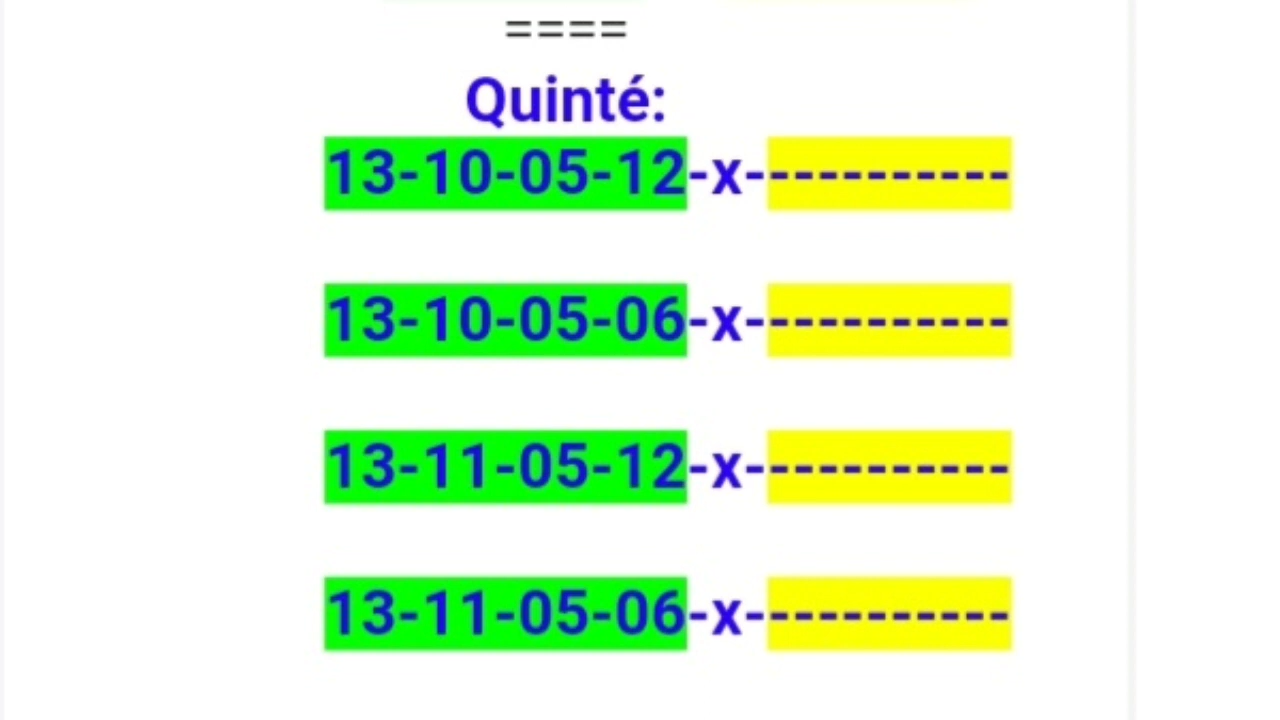 ====
Quinté:
13-10-05-12-x-----------
13-10-05-06-x-----------
13-11-05-12-x-----------
13-11-05-06-x-----------